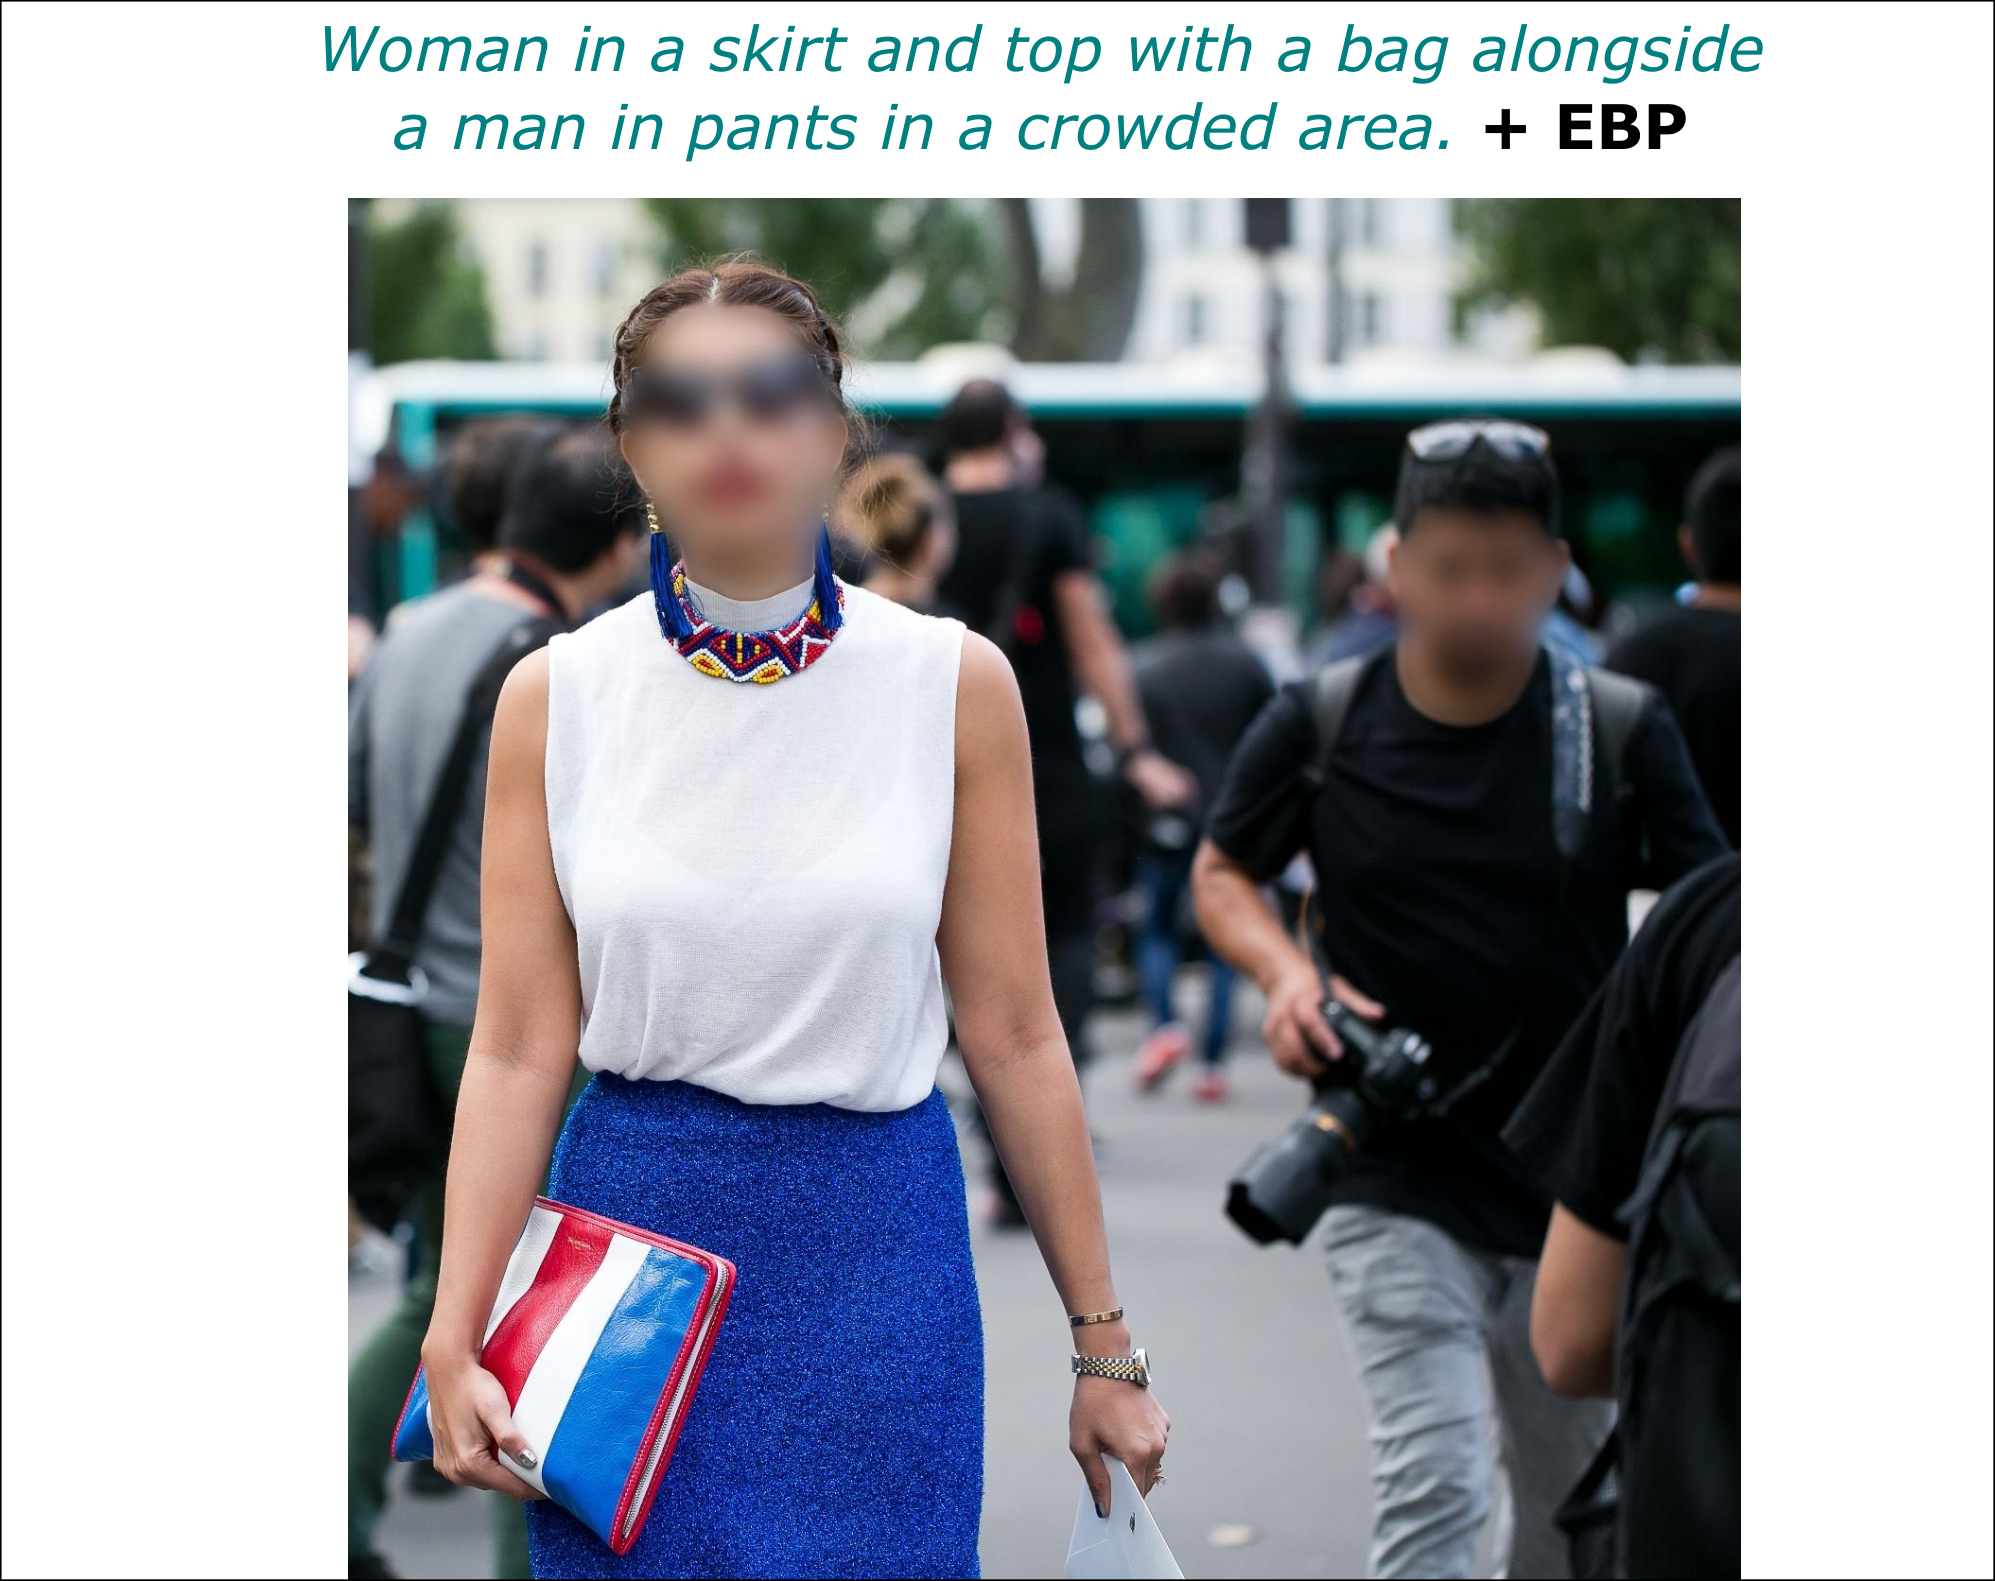 Woman in a skirt and top with a bag alongside
a man in pants in a crowded area. + EBP